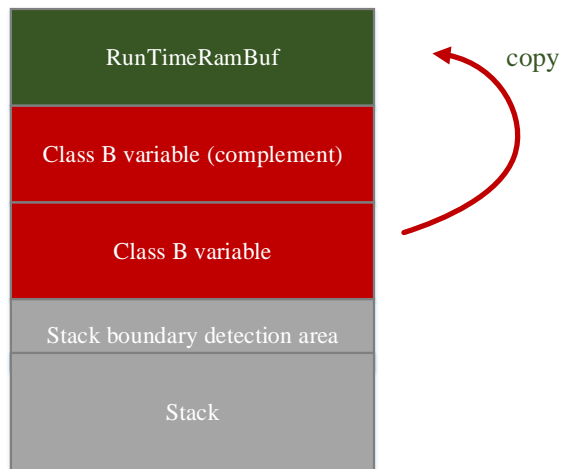 RunTimeRamBuf
copy
Class B variable (complement)
Class B variable
Stack boundary detection area
Stack